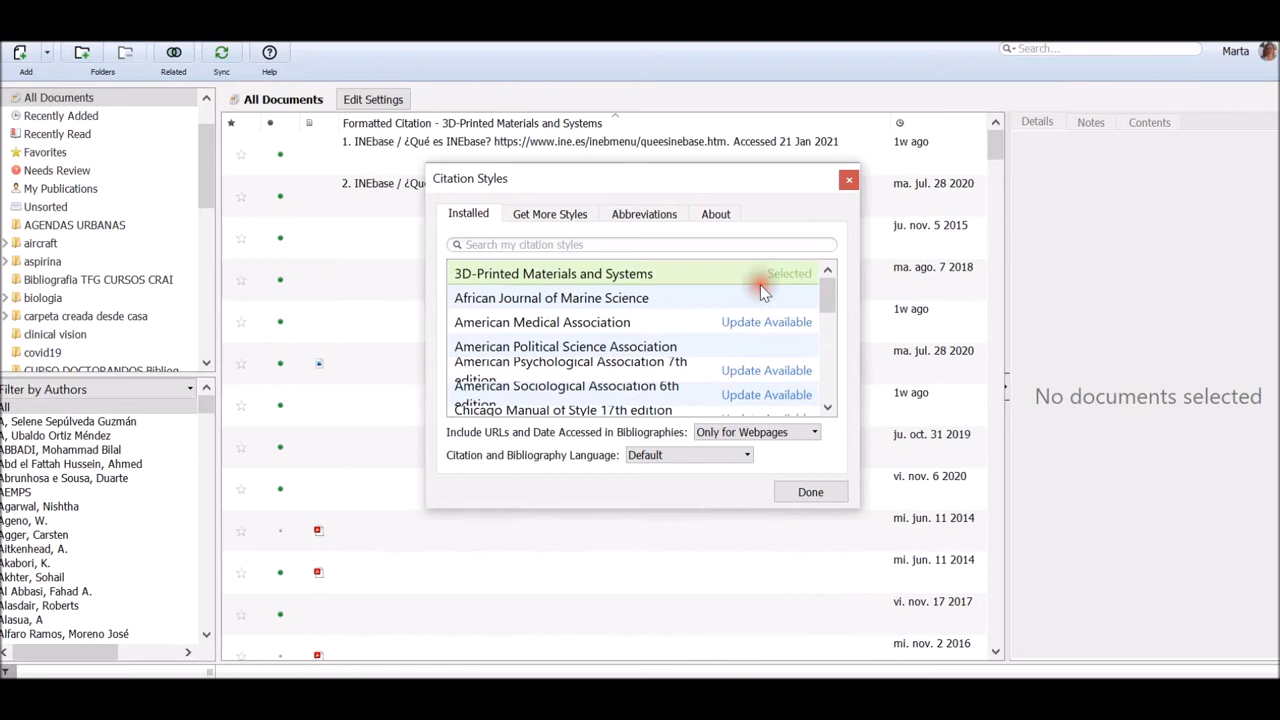 Search...
Marta
Add
Folders
Related
Sync
Help
All Documents
Recently Added
Recently Read
Favorites
Needs Review
My Publications
Unsorted
AGENDAS URBANAS
aircraft
aspirina
Bibliografia TFG CURSOS CRAI
biologia
carpeta creada desde casa
clinical vision
covid19
CURSO DOCTORANDOS Bibliog
Filter by Authors
All
A, Selene Sepúlveda Guzmán
A, Ubaldo Ortiz Méndez
ABBADI, Mohammad Bilal
Abd el Fattah Hussein, Ahmed
Abrunhosa e Sousa, Duarte
AEMPS
Agarwal, Nishtha
Ageno, W.
Agger, Carsten
Aitkenhead, A.
Akabori, K.
Akhter, Sohail
Al Abbasi, Fahad A.
Alasdair, Roberts
Alasua, A
Alfaro Ramos, Moreno José
All Documents
Edit Settings
Formatted Citation - 3D-Printed Materials and Systems
1. INEbase / ¿Qué es INEbase? https://www.ine.es/inebmenu/queesinebase.htm. Accessed 21 Jan 2021
1w ago
2. INEbase / ¿Qu
ma. jul. 28 2020
ju. nov. 5 2015
ma. ago. 7 2018
1w ago
ma. jul. 28 2020
1w ago
ju. oct. 31 2019
vi. nov. 6 2020
mi. jun. 11 2014
mi. jun. 11 2014
vi. nov. 17 2017
mi. nov. 2 2016
Citation Styles
Installed
Get More Styles
Abbreviations
About
Search my citation styles
3D-Printed Materials and Systems
Selected
African Journal of Marine Science
American Medical Association
Update Available
American Political Science Association
American Psychological Association 7th
edition
Update Available
American Sociological Association 6th
edition
Update Available
Chicago Manual of Style 17th edition
Include URLs and Date Accessed in Bibliographies:
Only for Webpages
Citation and Bibliography Language:
Default
Done
Details
Notes
Contents
No documents selected